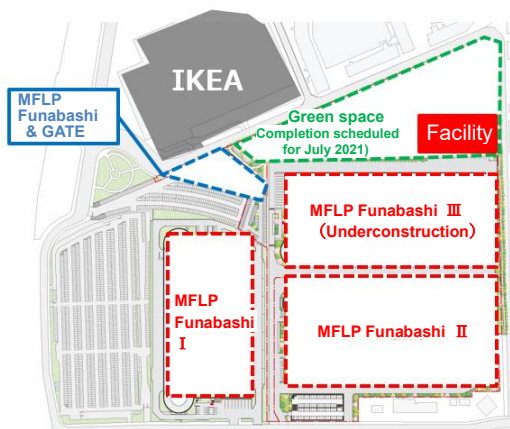 IKEA
MFLP
Funabashi
& GATE
Green space
(Completion scheduled
for July 2021)
Facility
MFLP Funabashi Ⅲ
（Underconstruction）
MFLP
Funabashi
Ⅰ
MFLP Funabashi Ⅱ